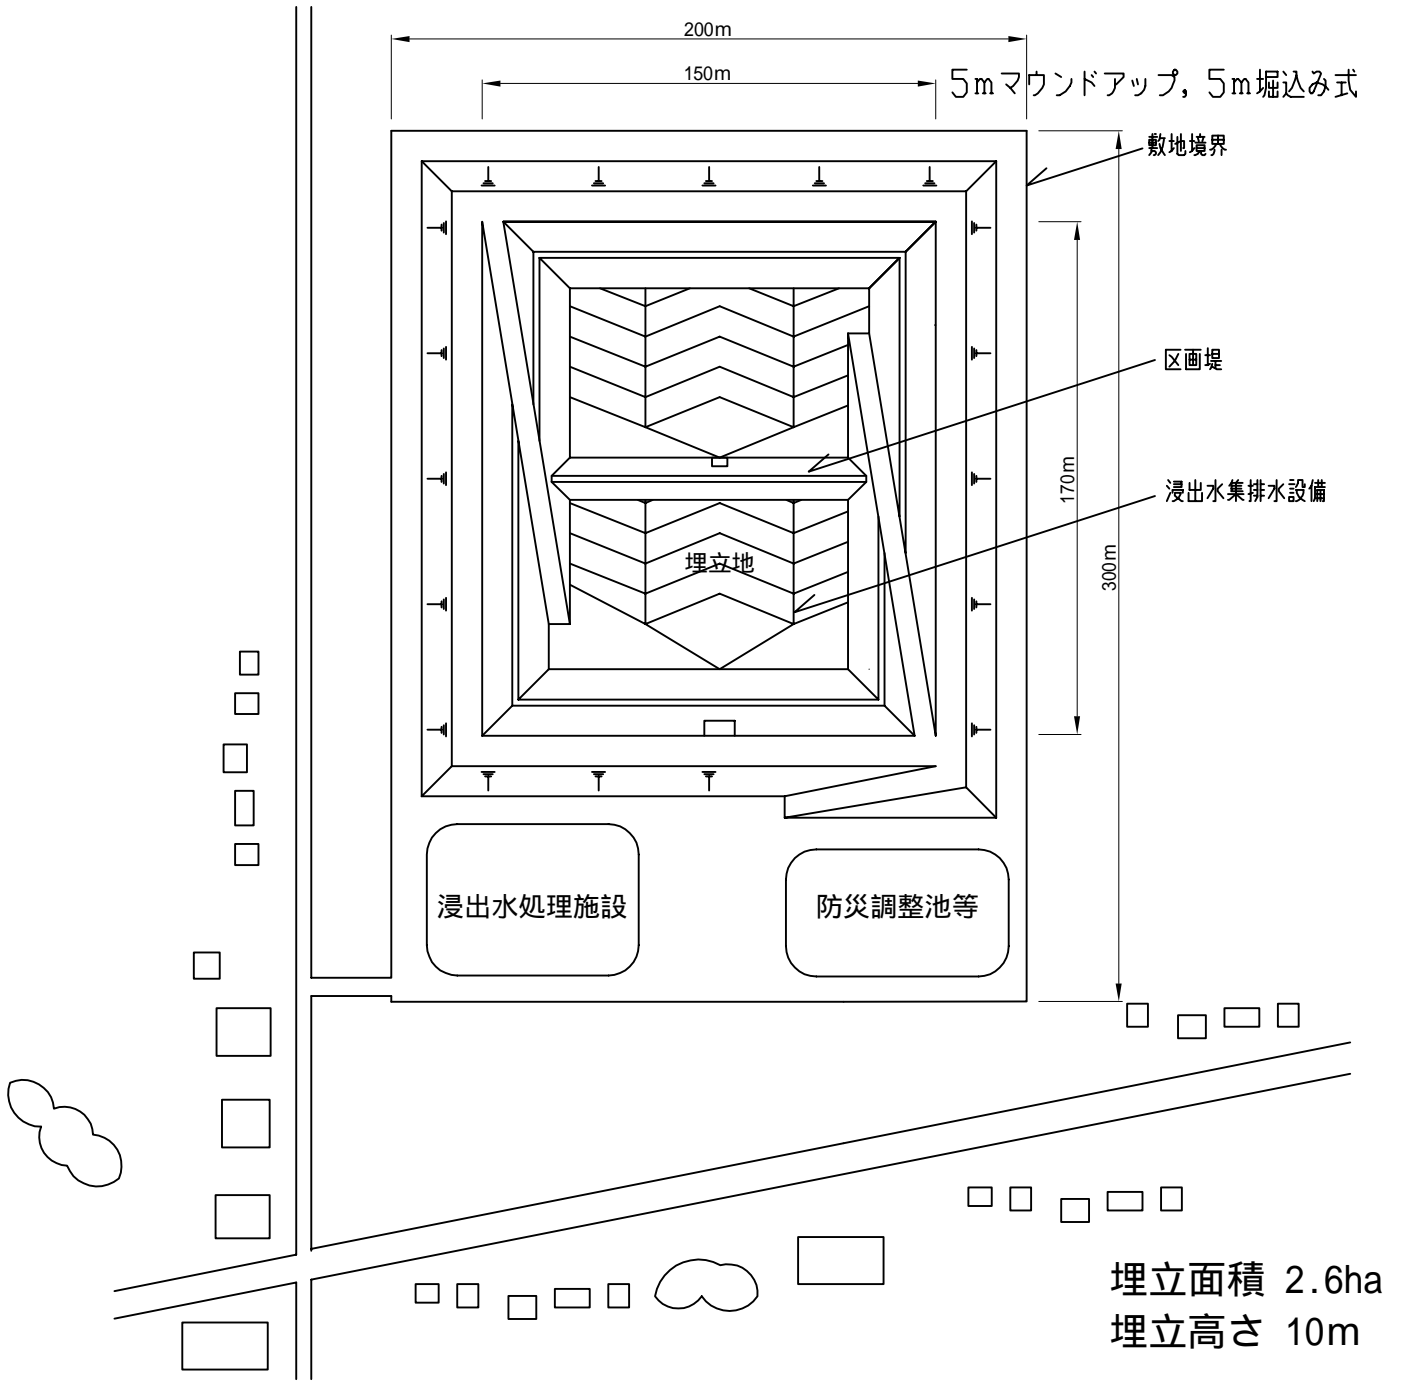 200m
150m
5mマウンドアップ，5m堀込み式
敷地境界
区画堤
170m
浸出水集排水設備
300m
埋立地
浸出水処理施設
防災調整池等
埋立面積 2.6ha
埋立高さ 10m